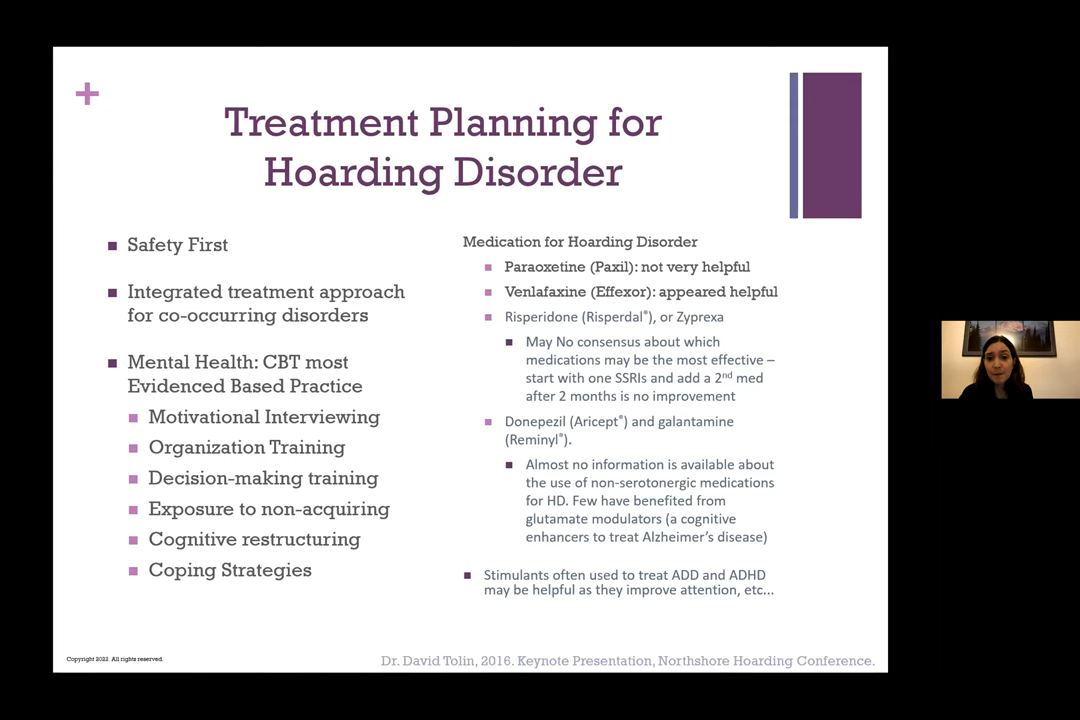 Treatment Planning for
Hoarding Disorder
Safety First
Integrated treatment approach
for co-occurring disorders
Mental Health: CBT most
Evidenced Based Practice
Motivational Interviewing
Organization Training
Decision-making training
Exposure to non-acquiring
Cognitive restructuring
Coping Strategies
Medication for Hoarding Disorder
Paraoxetine (Paxil): not very helpful
Venlafaxine (Effexor): appeared helpful
Risperidone (Risperdal®), or Zyprexa
May No consensus about which
medications may be the most effective –
start with one SSRIs and add a 2nd med
after 2 months is no improvement
Donepezil (Aricept®) and galantamine
(Reminyl®).
Almost no information is available about
the use of non-serotonergic medications
for HD. Few have benefited from
glutamate modulators (a cognitive
enhancers to treat Alzheimer's disease)
Stimulants often used to treat ADD and ADHD
may be helpful as they improve attention, etc...
Copyright 2022. All rights reserved.
Dr. David Tolin, 2016. Keynote Presentation, Northshore Hoarding Conference.